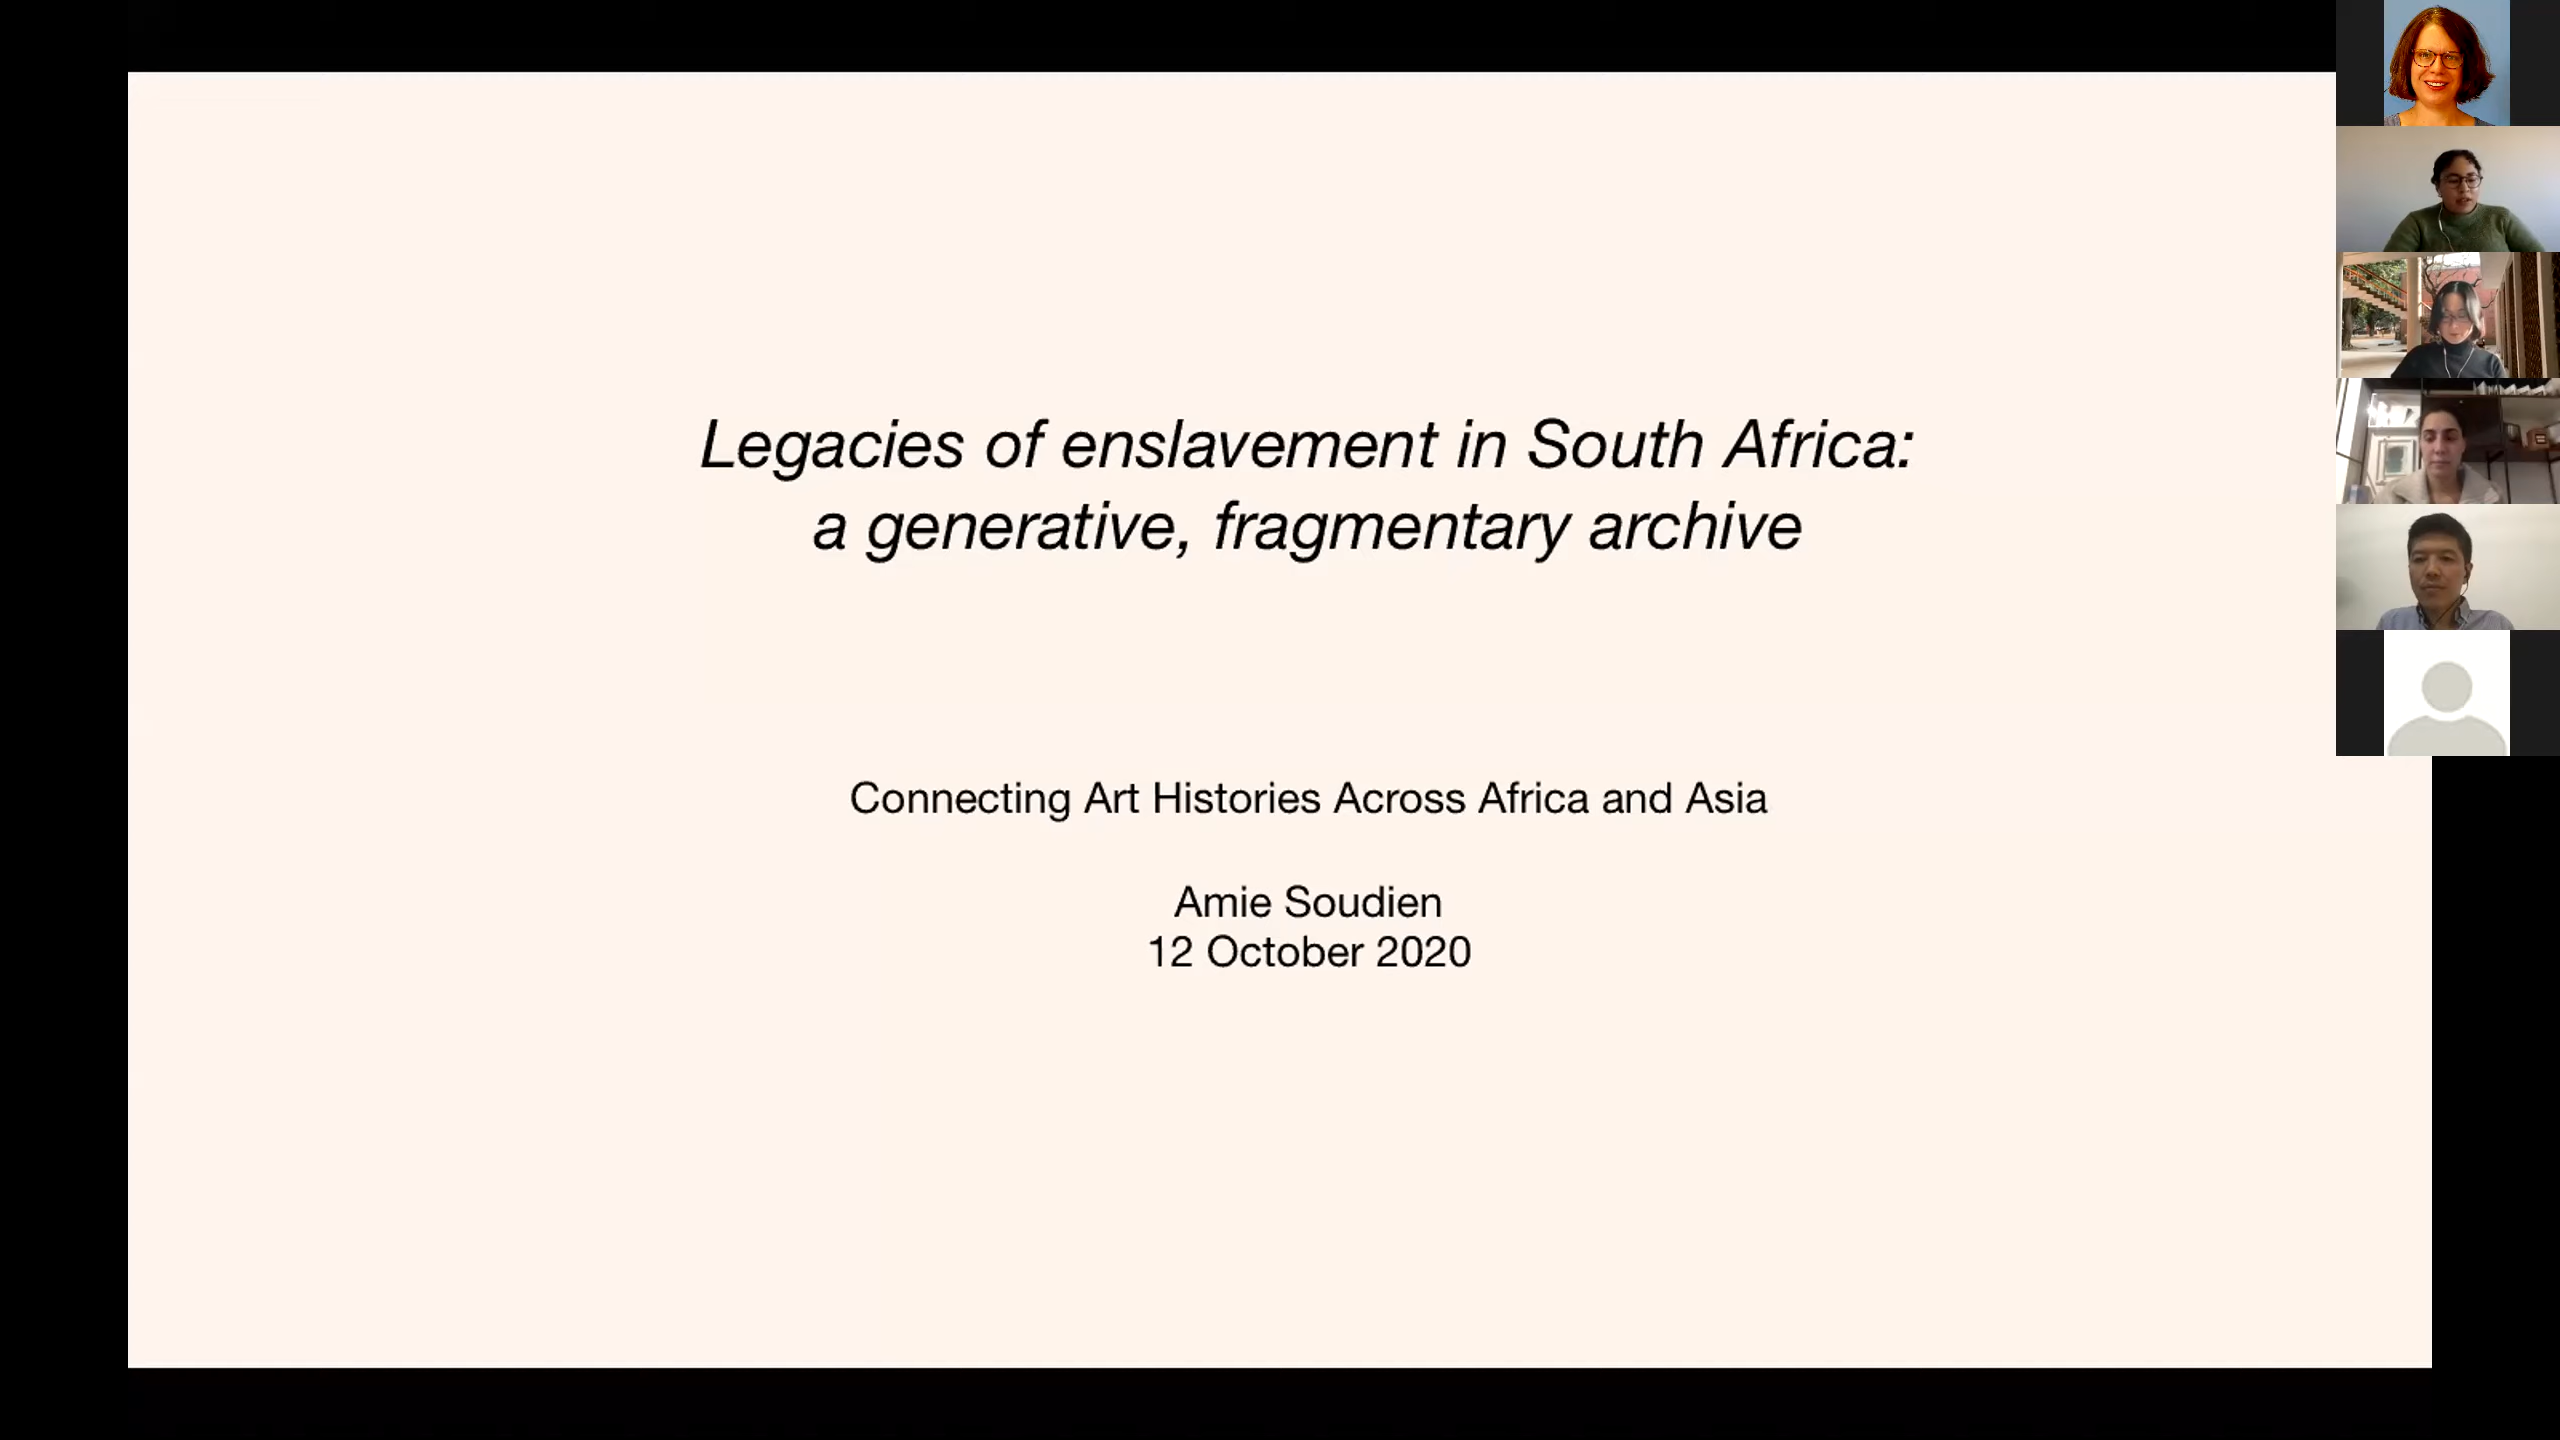 Legacies of enslavement in South Africa:
a generative, fragmentary archive
Connecting Art Histories Across Africa and Asia
Amie Soudien
12 October 2020